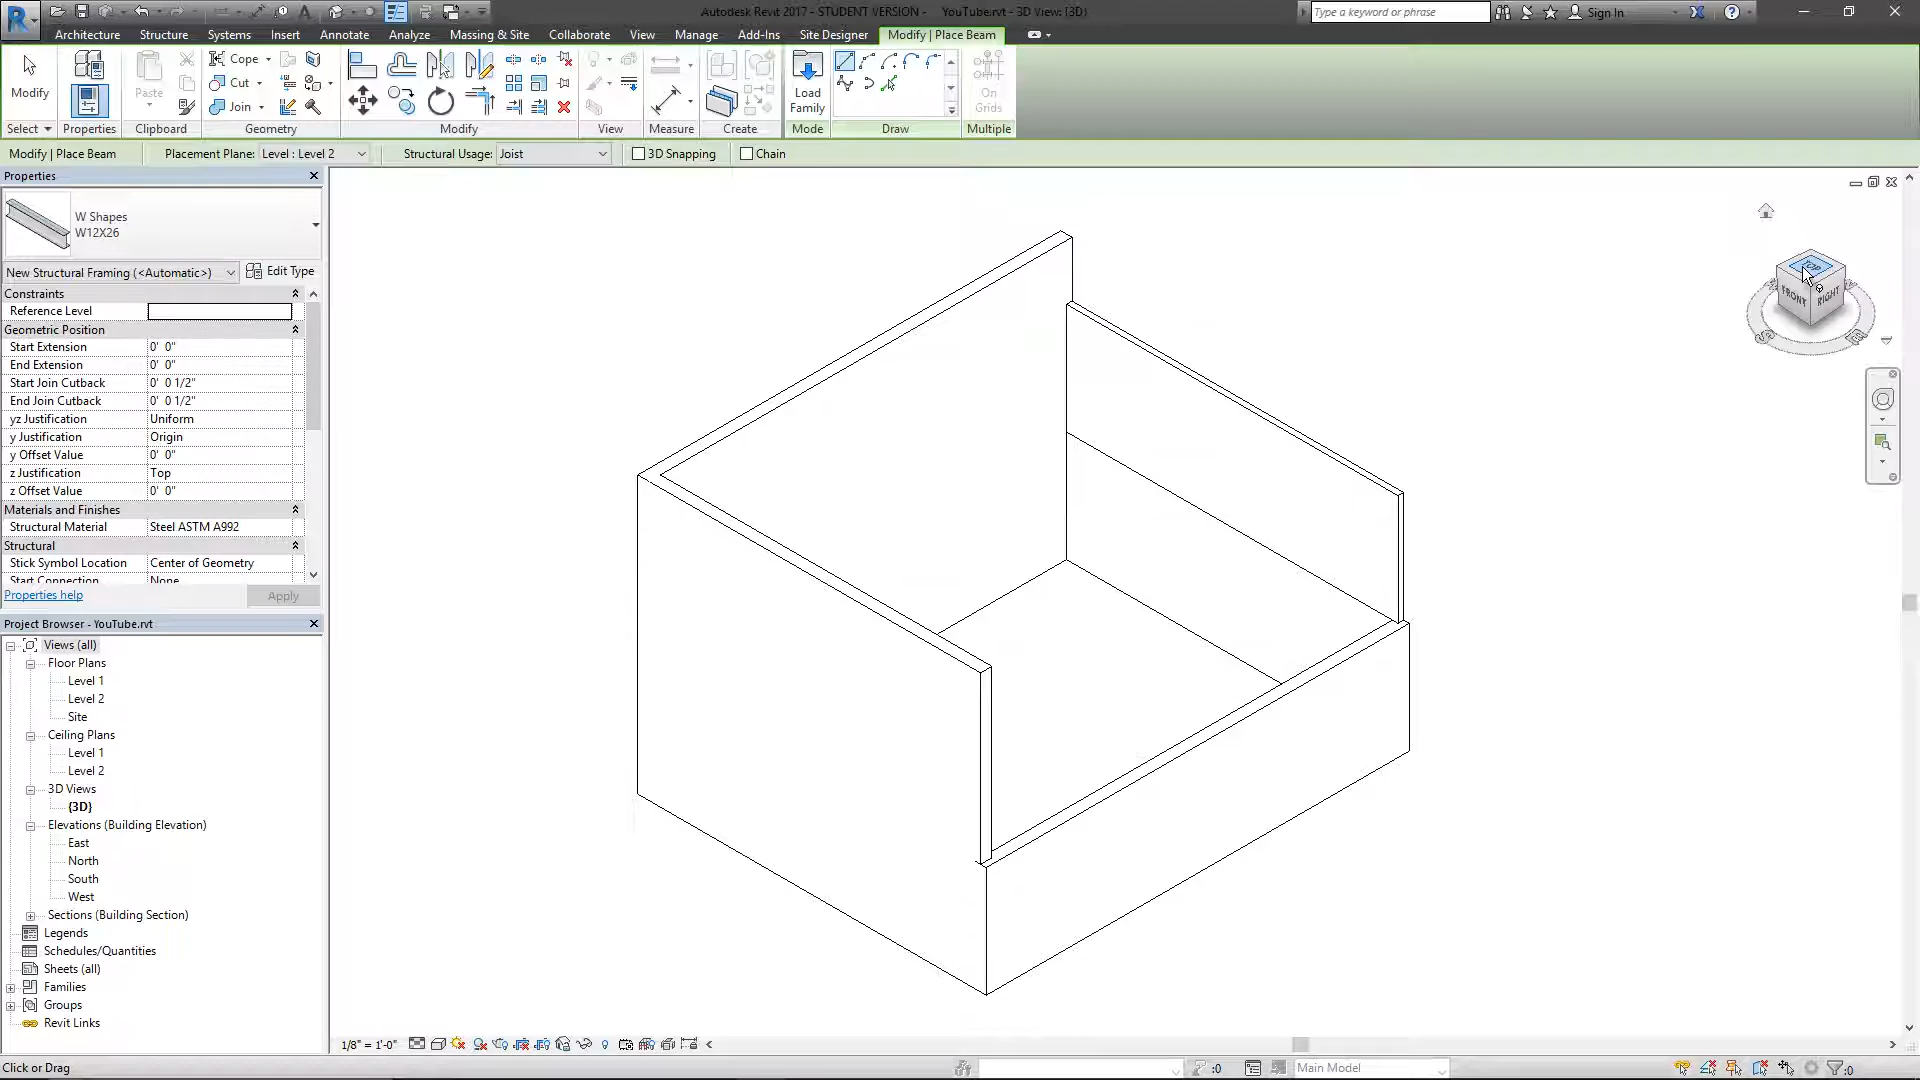 Autodesk Revit 2017 - STUDENT VERSION - YouTube.rvt - 3D View: {3D}
Type a keyword or phrase
Sign In
Architecture Structure Systems Insert Annotate Analyze Massing & Site Collaborate View Manage Add-Ins Site Designer Modify | Place Beam
Modify
Paste
Cope
Cut
Join
Load
Family
On
Grids
Select Properties Clipboard Geometry Modify View Measure Create Mode Draw Multiple
Modify | Place Beam Placement Plane: Level : Level 2 Structural Usage: Joist 3D Snapping Chain
Properties
W Shapes
W12X26
New Structural Framing (<Automatic>) Edit Type
Constraints
Reference Level
Geometric Position
Start Extension 0' 0"
End Extension 0' 0"
Start Join Cutback 0' 0 1/2"
End Join Cutback 0' 0 1/2"
yz Justification Uniform
y Justification Origin
y Offset Value 0' 0"
z Justification Top
z Offset Value 0' 0"
Materials and Finishes
Structural Material Steel ASTM A992
Structural
Stick Symbol Location Center of Geometry
Start Connection None
Properties help Apply
Project Browser - YouTube.rvt
Views (all)
Floor Plans
Level 1
Level 2
Site
Ceiling Plans
Level 1
Level 2
3D Views
{3D}
Elevations (Building Elevation)
East
North
South
West
Sections (Building Section)
Legends
Schedules/Quantities
Sheets (all)
Families
Groups
Revit Links
TOP
FRONT RIGHT
S E
1/8" = 1'-0"
Click or Drag
:0
Main Model
:0